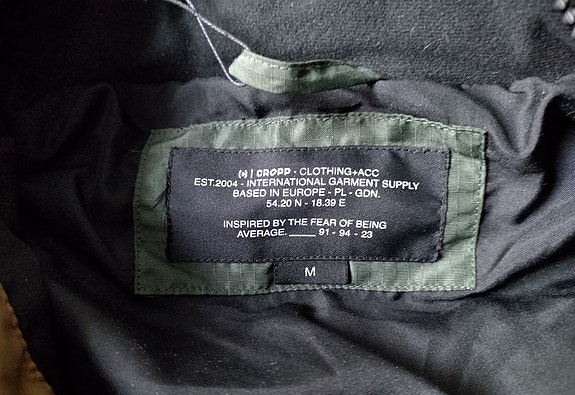 (*) | CROPP · CLOTHING+ACC
EST.2004 - INTERNATIONAL GARMENT SUPPLY
BASED IN EUROPE - PL - GDN.
54.20 N - 18.39 E
INSPIRED BY THE FEAR OF BEING
AVERAGE. _____ 91 - 94 - 23
M